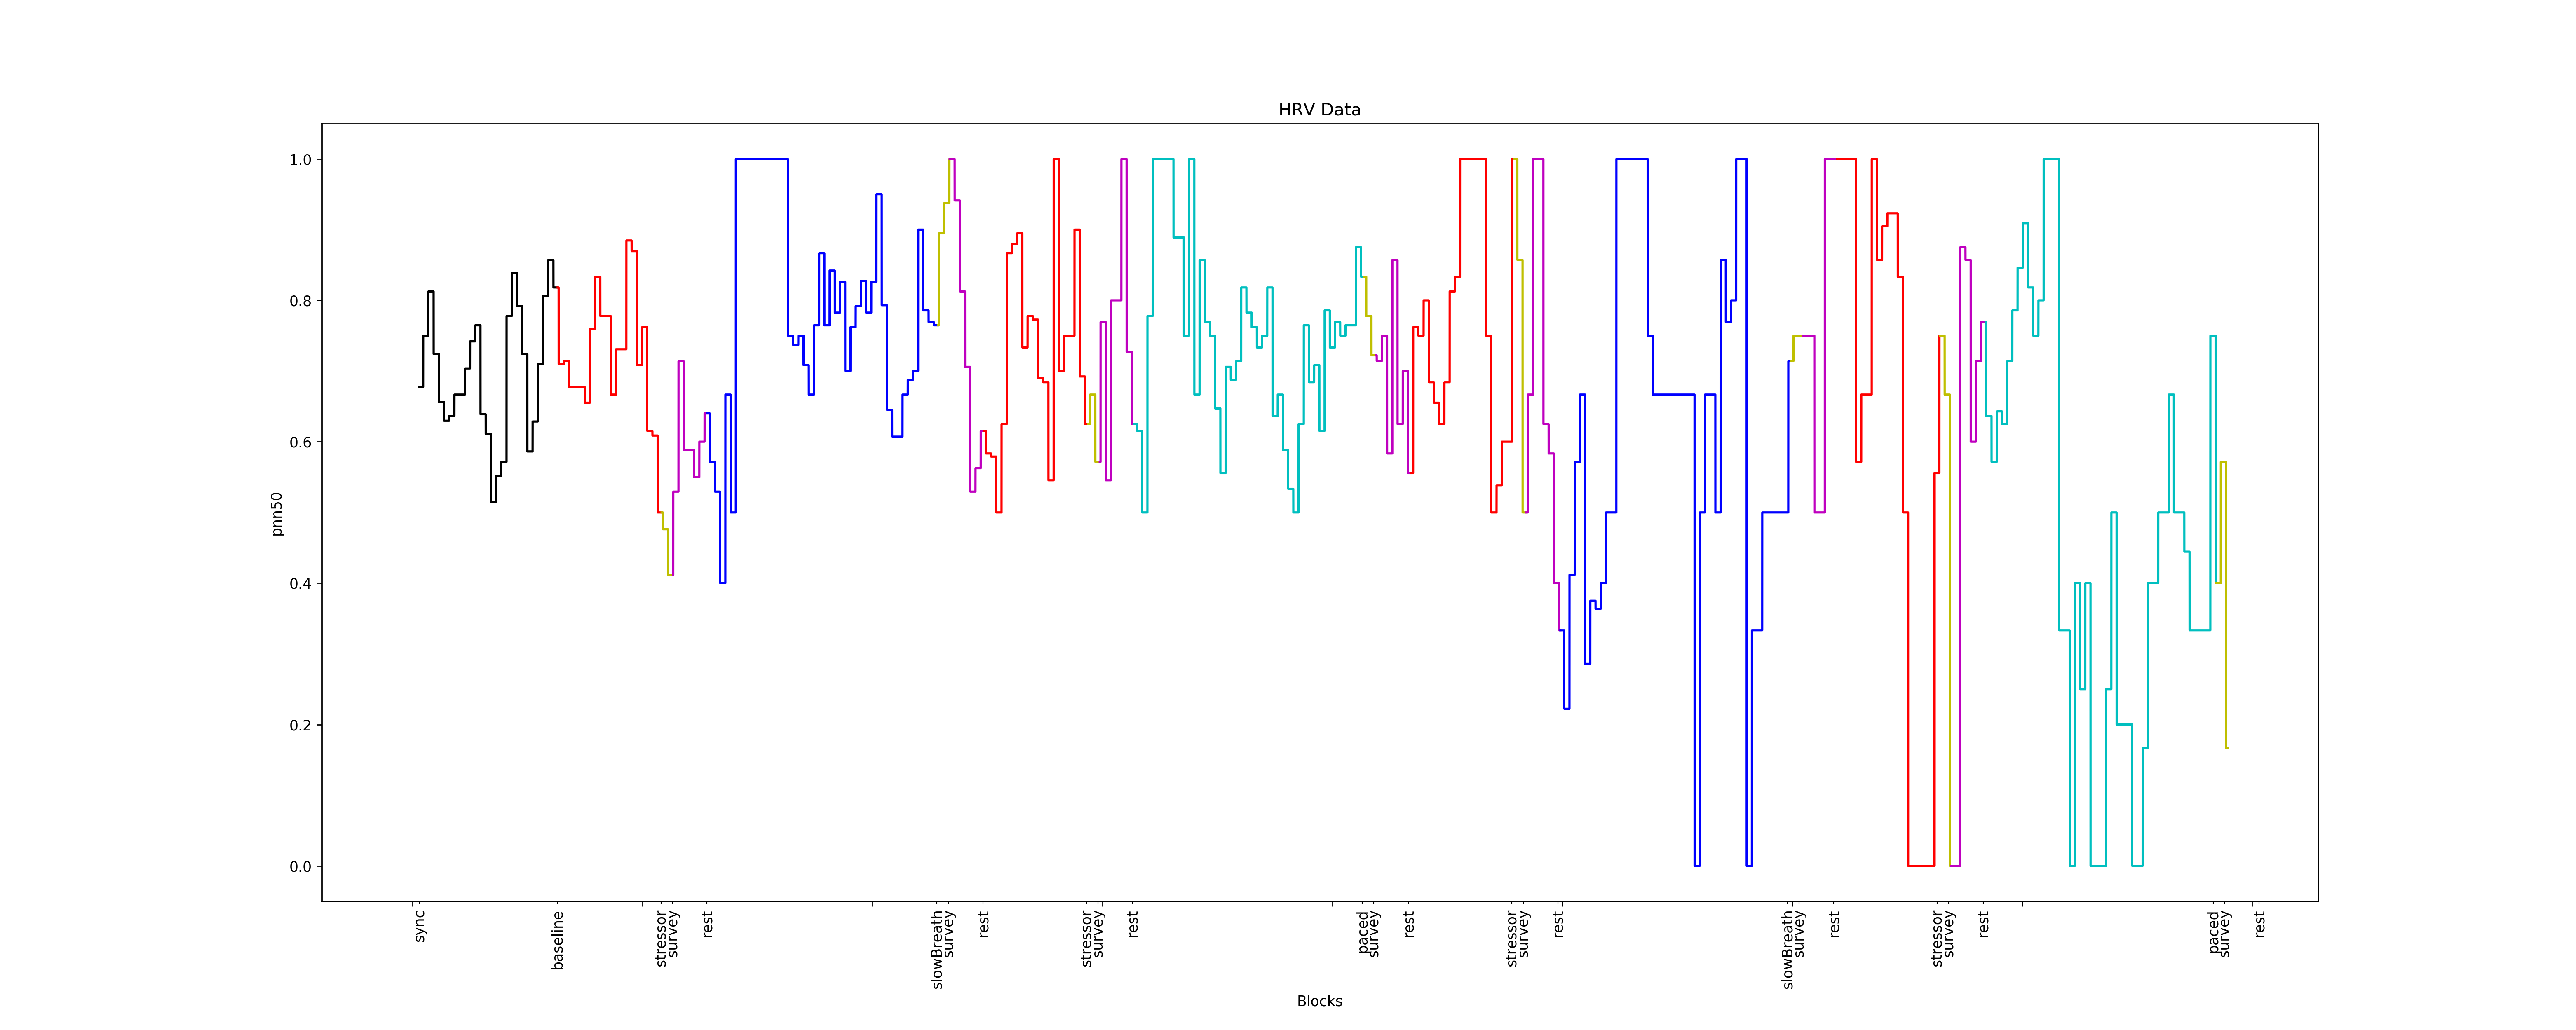 HRV Data
pnn50
1.0
0.8
0.6
0.4
0.2
0.0
sync
baseline
stressor
survey
rest
slowBreath
survey
rest
stressor
survey
rest
paced
survey
rest
stressor
survey
rest
slowBreath
survey
rest
stressor
survey
rest
paced
survey
rest
Blocks